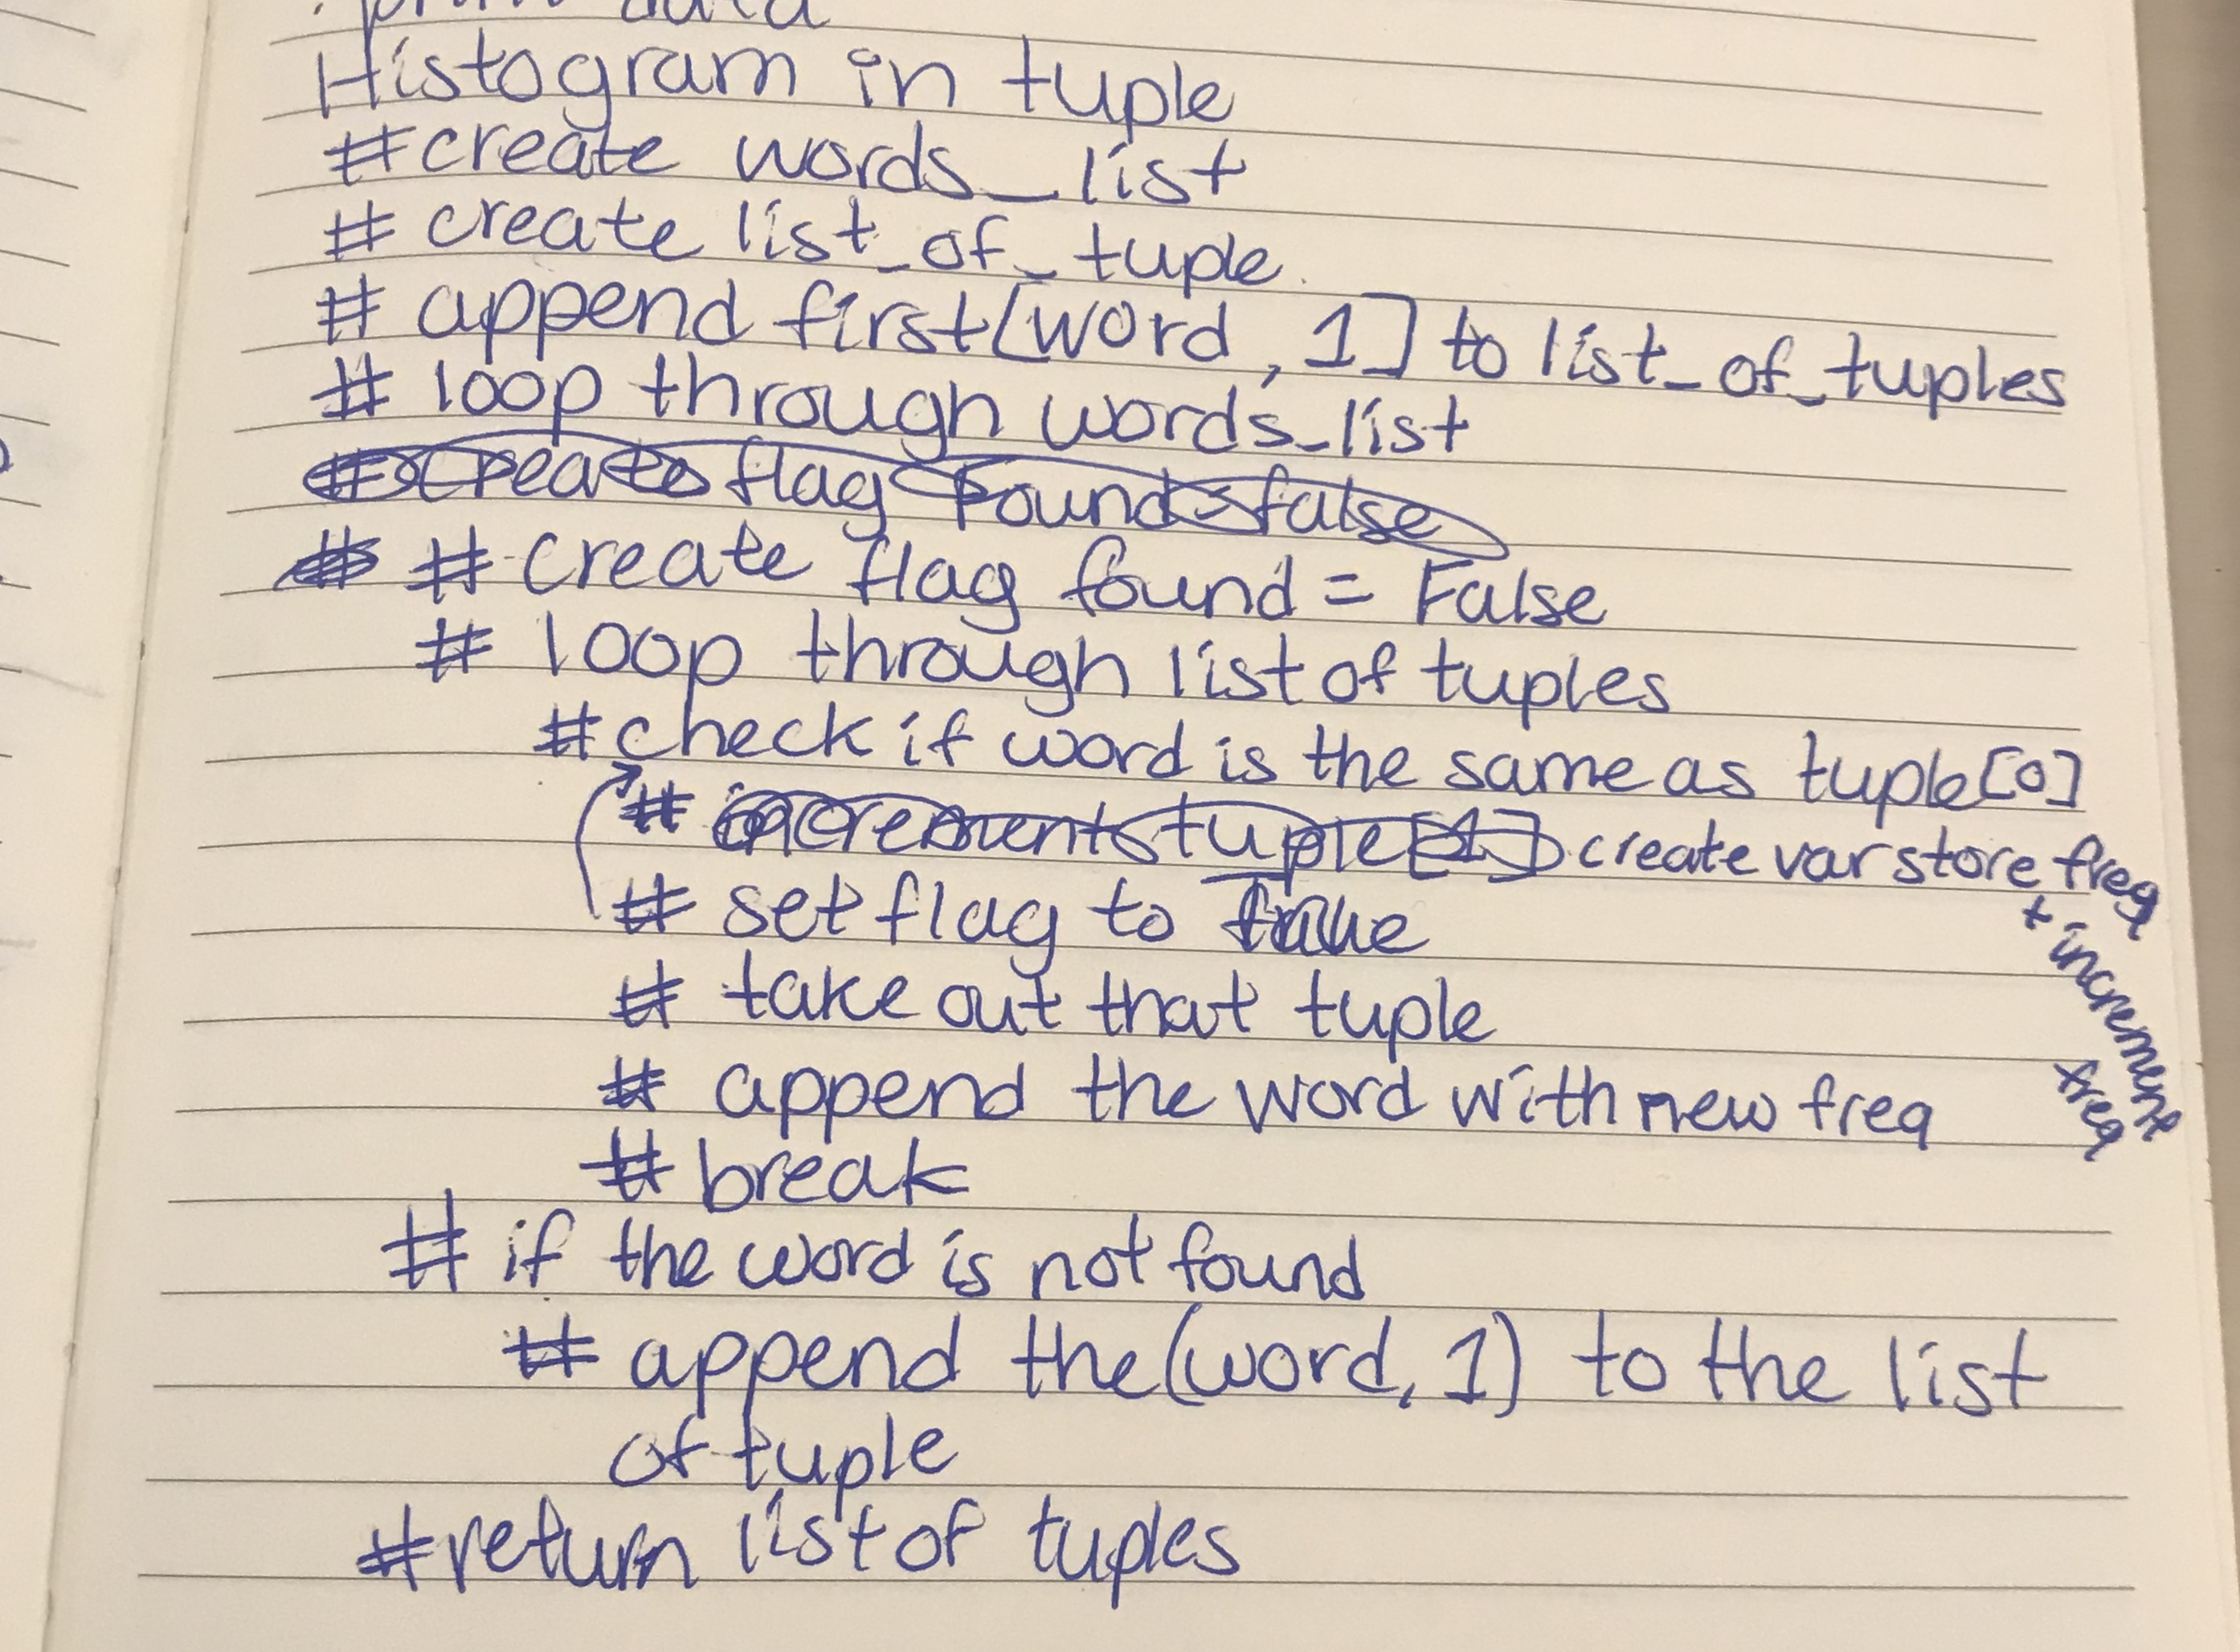 print data
Histogram in tuple
#create words_list
# create list_of_tuple
# append first[word, 1] to list_of_tuples
# loop through words_list
#create flag found=false
# # create flag found = False
# loop through list of tuples
#check if word is the same as tuple[0]
# increment tuple[1] create var store freq
+ increment
freq
# set flag to true
# take out that tuple
# append the word with new freq
# break
# if the word is not found
# append the (word, 1) to the list
of tuple
#return list of tuples